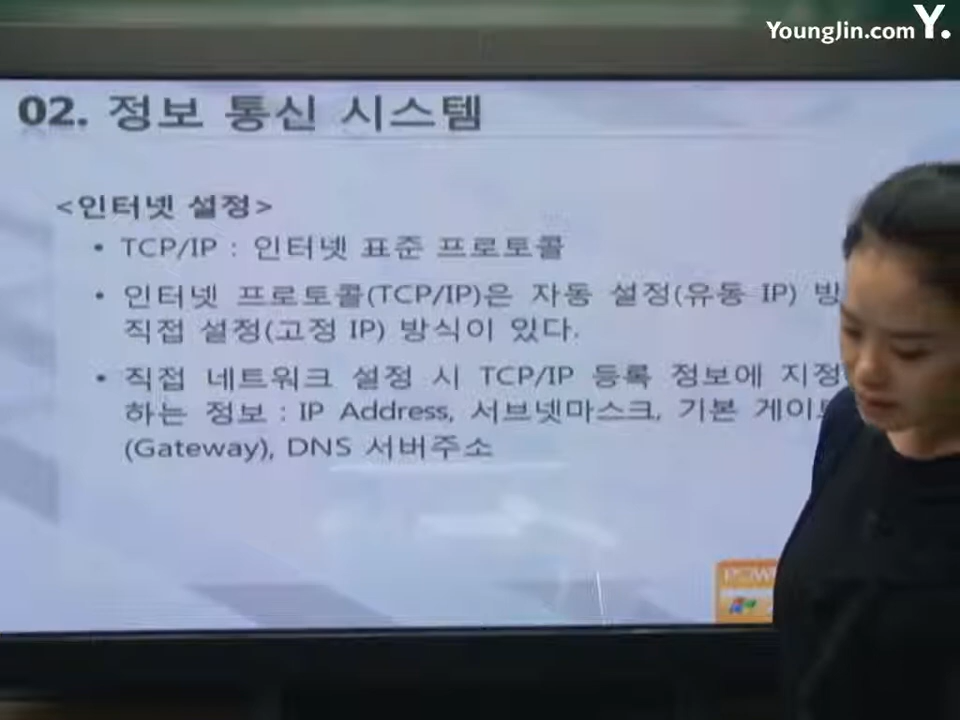 YoungJin.com Y.
02. 정보 통신 시스템
<인터넷 설정>
• TCP/IP : 인터넷 표준 프로토콜
• 인터넷 프로토콜(TCP/IP)은 자동 설정(유동 IP)
직접 설정(고정 IP) 방식이 있다.
• 직접 네트워크 설정 시 TCP/IP 등록 정보에
하는 정보 : IP Address, 서브넷마스크, 기본
(Gateway), DNS 서버주소